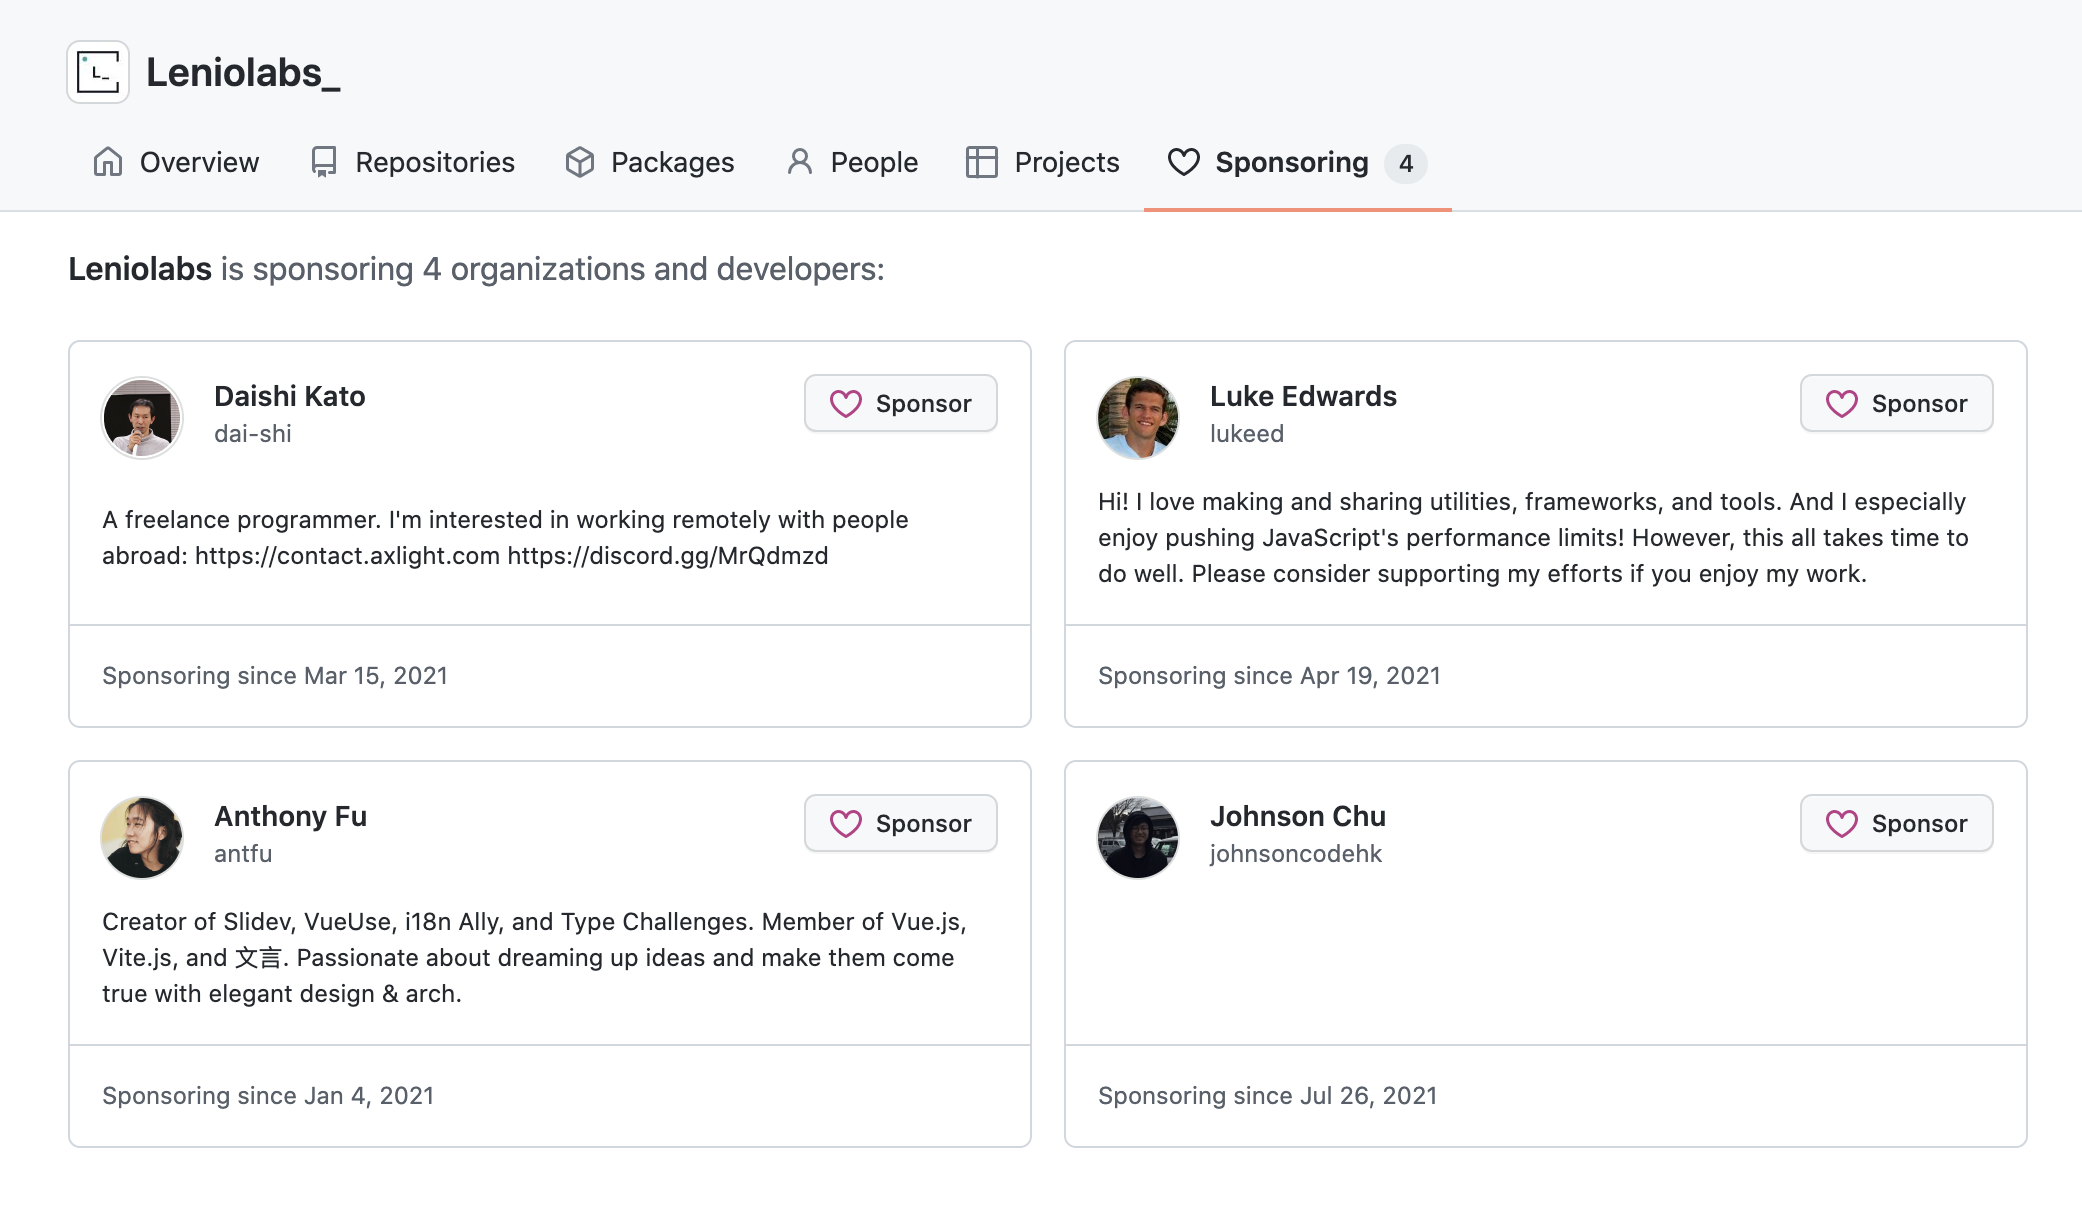 L_
Leniolabs_
Overview
Repositories
Packages
People
Projects
Sponsoring 4
Leniolabs is sponsoring 4 organizations and developers:
Daishi Kato
dai-shi
Sponsor
A freelance programmer. I'm interested in working remotely with people
abroad: https://contact.axlight.com https://discord.gg/MrQdmzd
Sponsoring since Mar 15, 2021
Luke Edwards
lukeed
Sponsor
Hi! I love making and sharing utilities, frameworks, and tools. And I especially
enjoy pushing JavaScript's performance limits! However, this all takes time to
do well. Please consider supporting my efforts if you enjoy my work.
Sponsoring since Apr 19, 2021
Anthony Fu
antfu
Sponsor
Creator of Slidev, VueUse, i18n Ally, and Type Challenges. Member of Vue.js,
Vite.js, and 文言. Passionate about dreaming up ideas and make them come
true with elegant design & arch.
Sponsoring since Jan 4, 2021
Johnson Chu
johnsoncodehk
Sponsor
Sponsoring since Jul 26, 2021